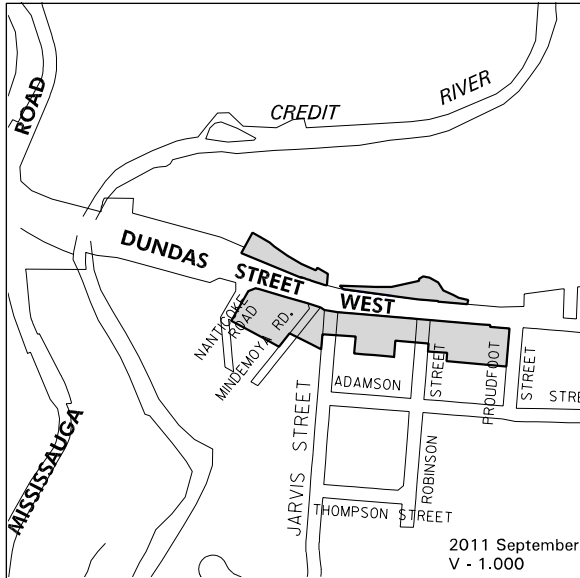 ROAD
CREDIT RIVER
DUNDAS STREET WEST
NANTICOKE
ROAD
MINDEMOYA RD.
ADAMSON STRE
STREET
ROBINSON
PROUDFOOT
STREET
JARVIS STREET
MISSISSAUGA
THOMPSON STREET
2011 September
V - 1.000